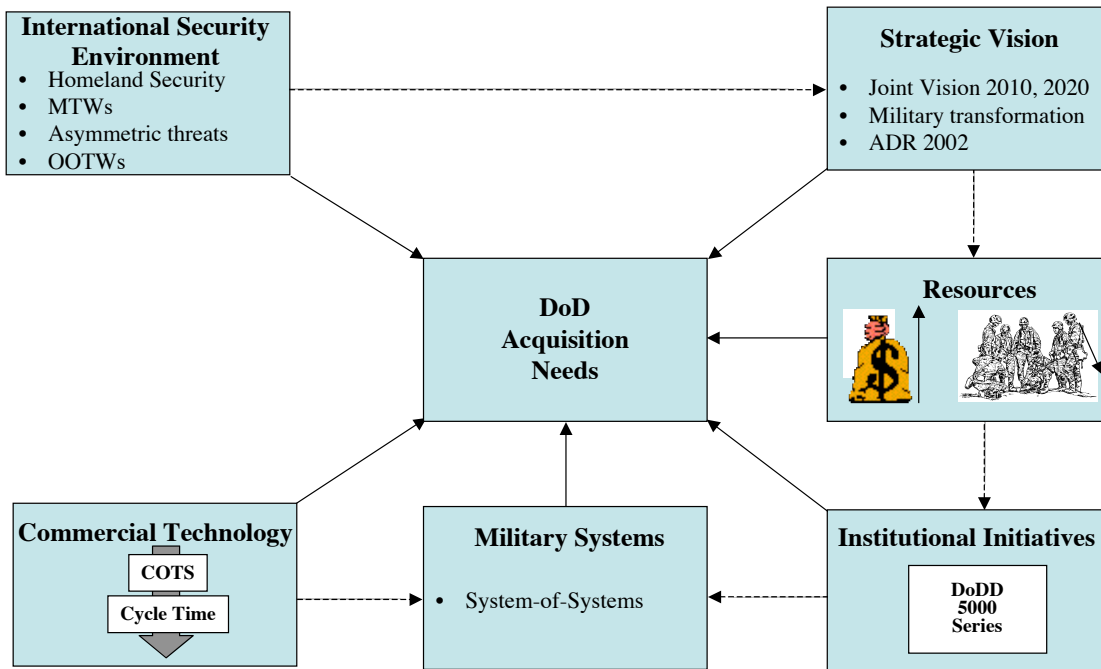 International Security
Environment
• Homeland Security
• MTWs
• Asymmetric threats
• OOTWs
Strategic Vision
• Joint Vision 2010, 2020
• Military transformation
• ADR 2002
DoD
Acquisition
Needs
Resources
$
Commercial Technology
COTS
Cycle Time
Military Systems
• System-of-Systems
Institutional Initiatives
DoDD
5000
Series